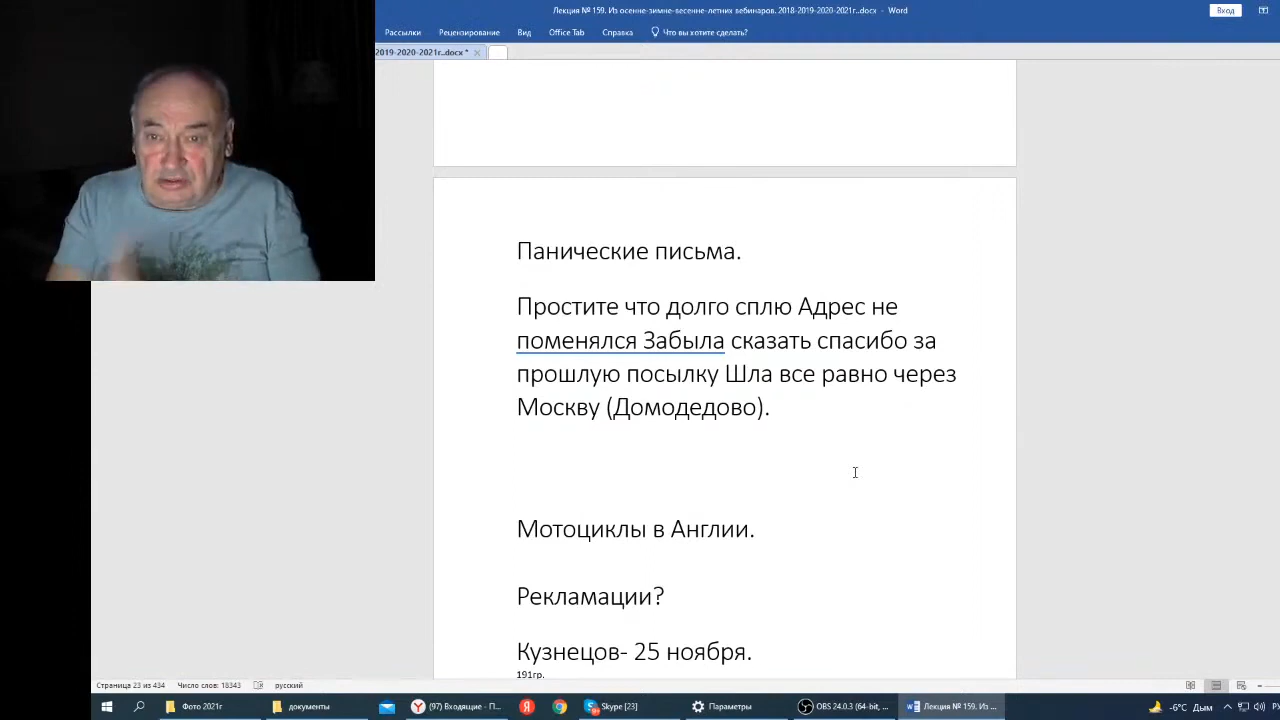 Лекция № 159. Из осенне-зимне-весенне-летних вебинаров. 2018-2019-2020-2021г..docx - Word
Вход
Рассылки Рецензирование Вид Office Tab Справка Что вы хотите сделать?
2019-2020-2021г..docx *
Панические письма.
Простите что долго сплю Адрес не
поменялся Забыла сказать спасибо за
прошлую посылку Шла все равно через
Москву (Домодедово).
Мотоциклы в Англии.
Рекламации?
Кузнецов- 25 ноября.
191гр.
Страница 23 из 434 Число слов: 18343 русский
Фото 2021г документы (97) Входящие - П... Skype [23] Параметры OBS 24.0.3 (64-bit, ... Лекция № 159. Из ... -6°C Дым